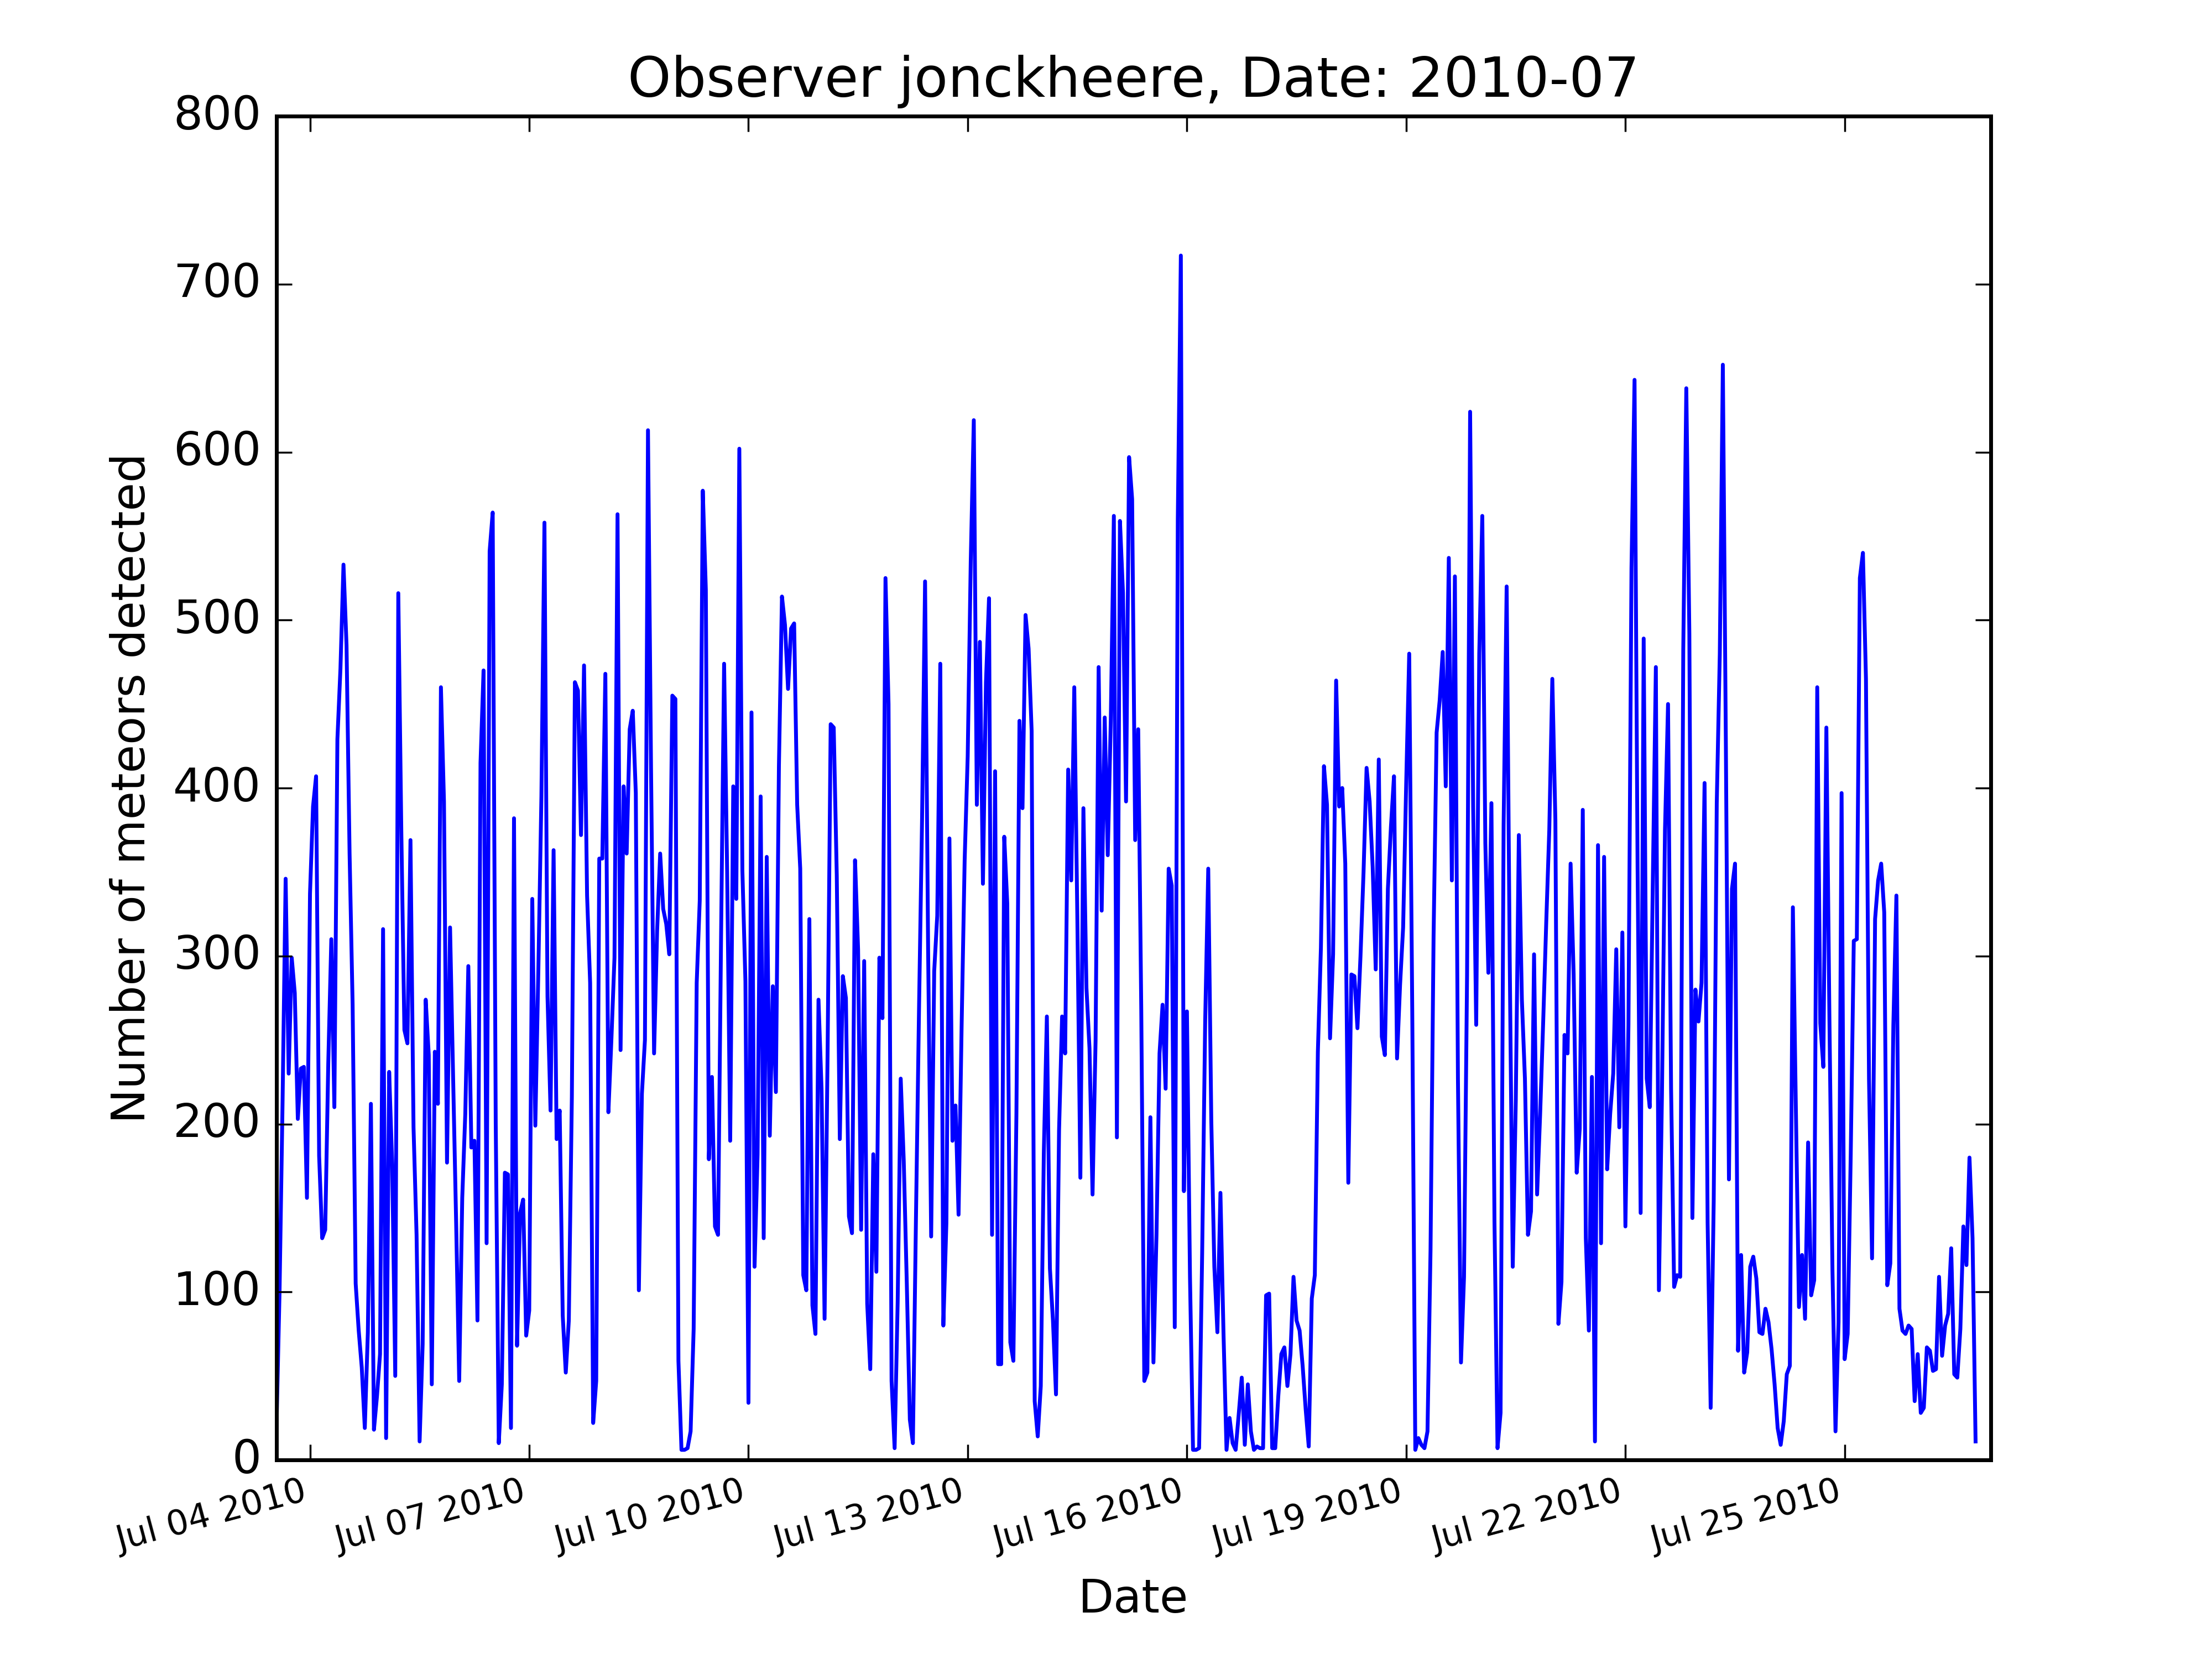 Observer jonckheere, Date: 2010-07
800
700
600
500
400
300
200
100
0
Number of meteors detected
Jul 04 2010
Jul 07 2010
Jul 10 2010
Jul 13 2010
Jul 16 2010
Jul 19 2010
Jul 22 2010
Jul 25 2010
Date